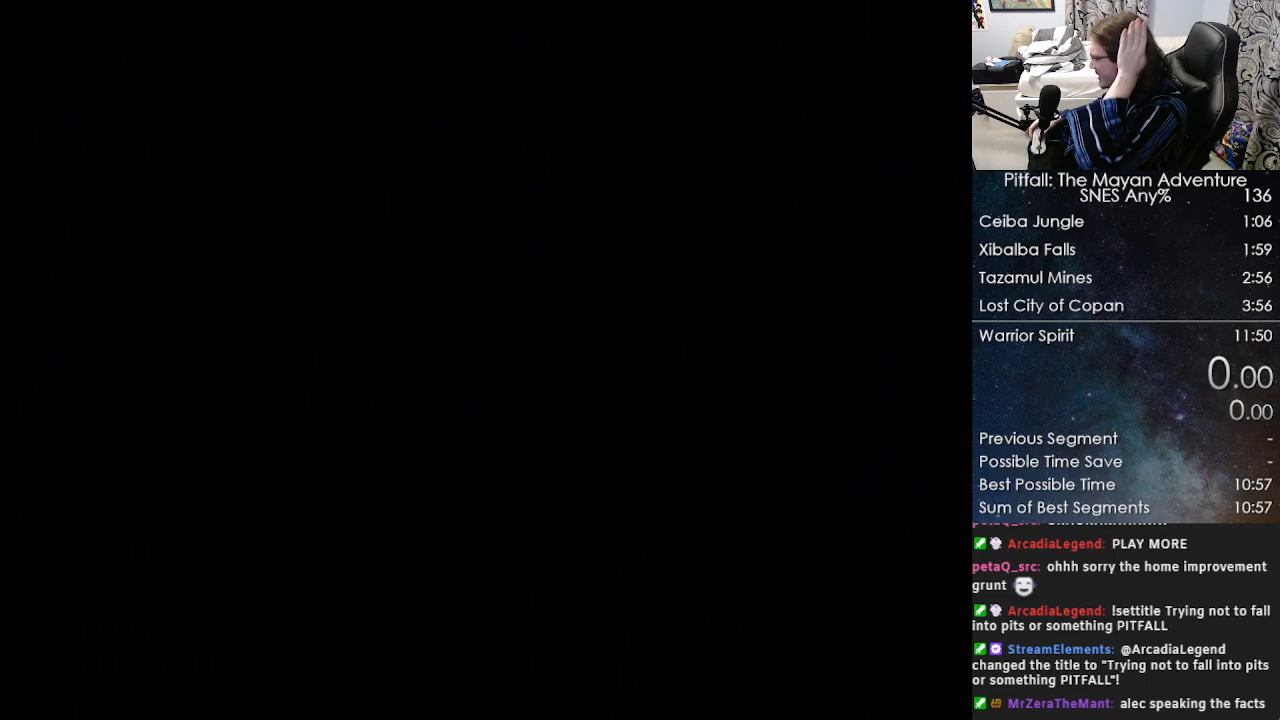 Pitfall: The Mayan Adventure
SNES Any% 136
Ceiba Jungle 1:06
Xibalba Falls 1:59
Tazamul Mines 2:56
Lost City of Copan 3:56
Warrior Spirit 11:50
0.00
0.00
Previous Segment -
Possible Time Save -
Best Possible Time 10:57
Sum of Best Segments 10:57
ArcadiaLegend: PLAY MORE
petaQ_src: ohhh sorry the home improvement
grunt
ArcadiaLegend: !settitle Trying not to fall
into pits or something PITFALL
StreamElements: @ArcadiaLegend
changed the title to "Trying not to fall into pits
or something PITFALL"!
MrZeraTheMant: alec speaking the facts